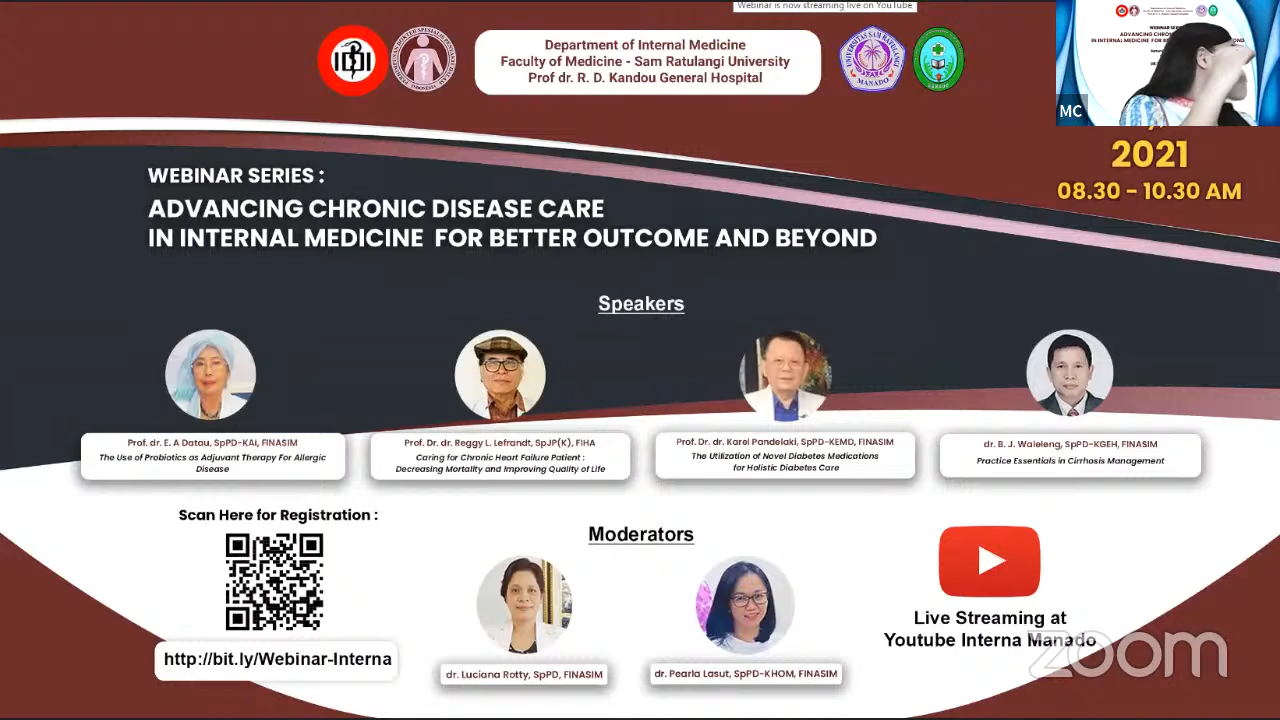 Webinar is now streaming live on YouTube
Department of Internal Medicine
Faculty of Medicine - Sam Ratulangi University
Prof dr. R. D. Kandou General Hospital
UNIVERSITAS SAM RATULANGI
MANADO
MC
2021
08.30 - 10.30 AM
WEBINAR SERIES :
ADVANCING CHRONIC DISEASE CARE
IN INTERNAL MEDICINE FOR BETTER OUTCOME AND BEYOND
Speakers
Prof. dr. E. A Datau, SpPD-KAI, FINASIM
The Use of Probiotics as Adjuvant Therapy For Allergic
Disease
Prof. Dr. dr. Reggy L. Lefrandt, SpJP(K), FIHA
Caring for Chronic Heart Failure Patient :
Decreasing Mortality and Improving Quality of Life
Prof. Dr. dr. Karel Pandelaki, SpPD-KEMD, FINASIM
The Utilization of Novel Diabetes Medications
for Holistic Diabetes Care
dr. B. J. Waleleng, SpPD-KGEH, FINASIM
Practice Essentials in Cirrhosis Management
Scan Here for Registration :
http://bit.ly/Webinar-Interna
Moderators
dr. Luciana Rotty, SpPD, FINASIM
dr. Pearla Lasut, SpPD-KHOM, FINASIM
Live Streaming at
Youtube Interna Manado
zoom